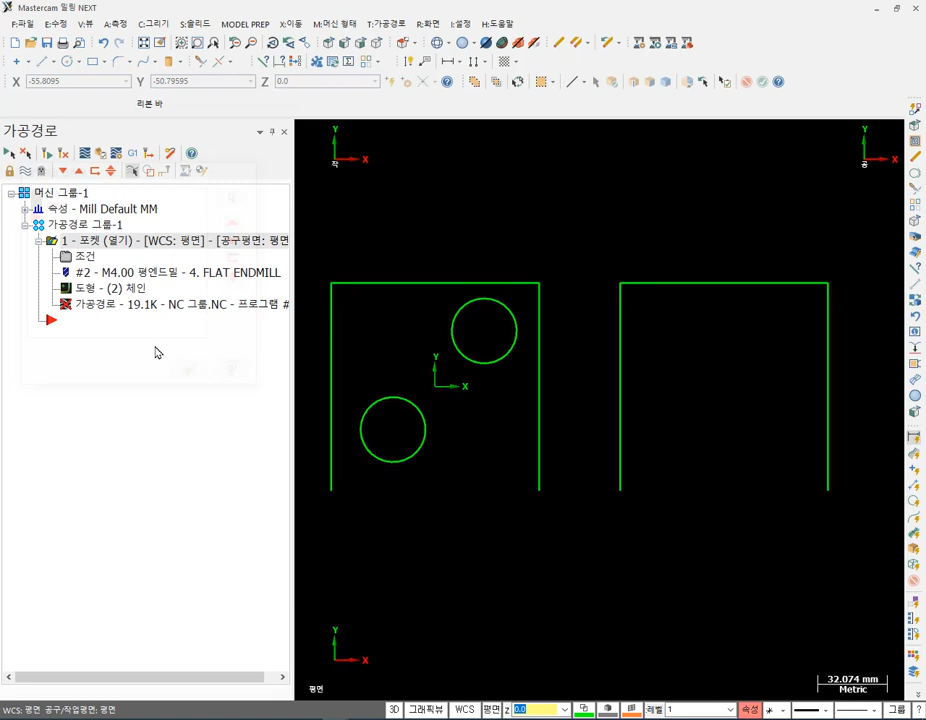 Mastercam 밀링 NEXT
F:파일 E:수정 V:뷰 A:측정 C:그리기 S:솔리드 MODEL PREP X:이동 M:머신 형태 T:가공경로 R:화면 I:설정 H:도움말
X -55.8095 Y -50.79595 Z 0.0
리본 바
가공경로
G1
머신 그룹-1
속성 - Mill Default MM
가공경로 그룹-1
1 - 포켓 (열기) - [WCS: 평면] - [공구평면: 평면
조건
#2 - M4.00 평엔드밀 - 4. FLAT ENDMILL
도형 - (2) 체인
가공경로 - 19.1K - NC 그룹.NC - 프로그램 #
Y
X
작
Y
X
공
Y
X
Y
X
평면
32.074 mm
Metric
WCS: 평면 공구/작업평면: 평면
3D 그래픽뷰 WCS 평면 Z 0.0 레벨 1 속성 그룹 ?